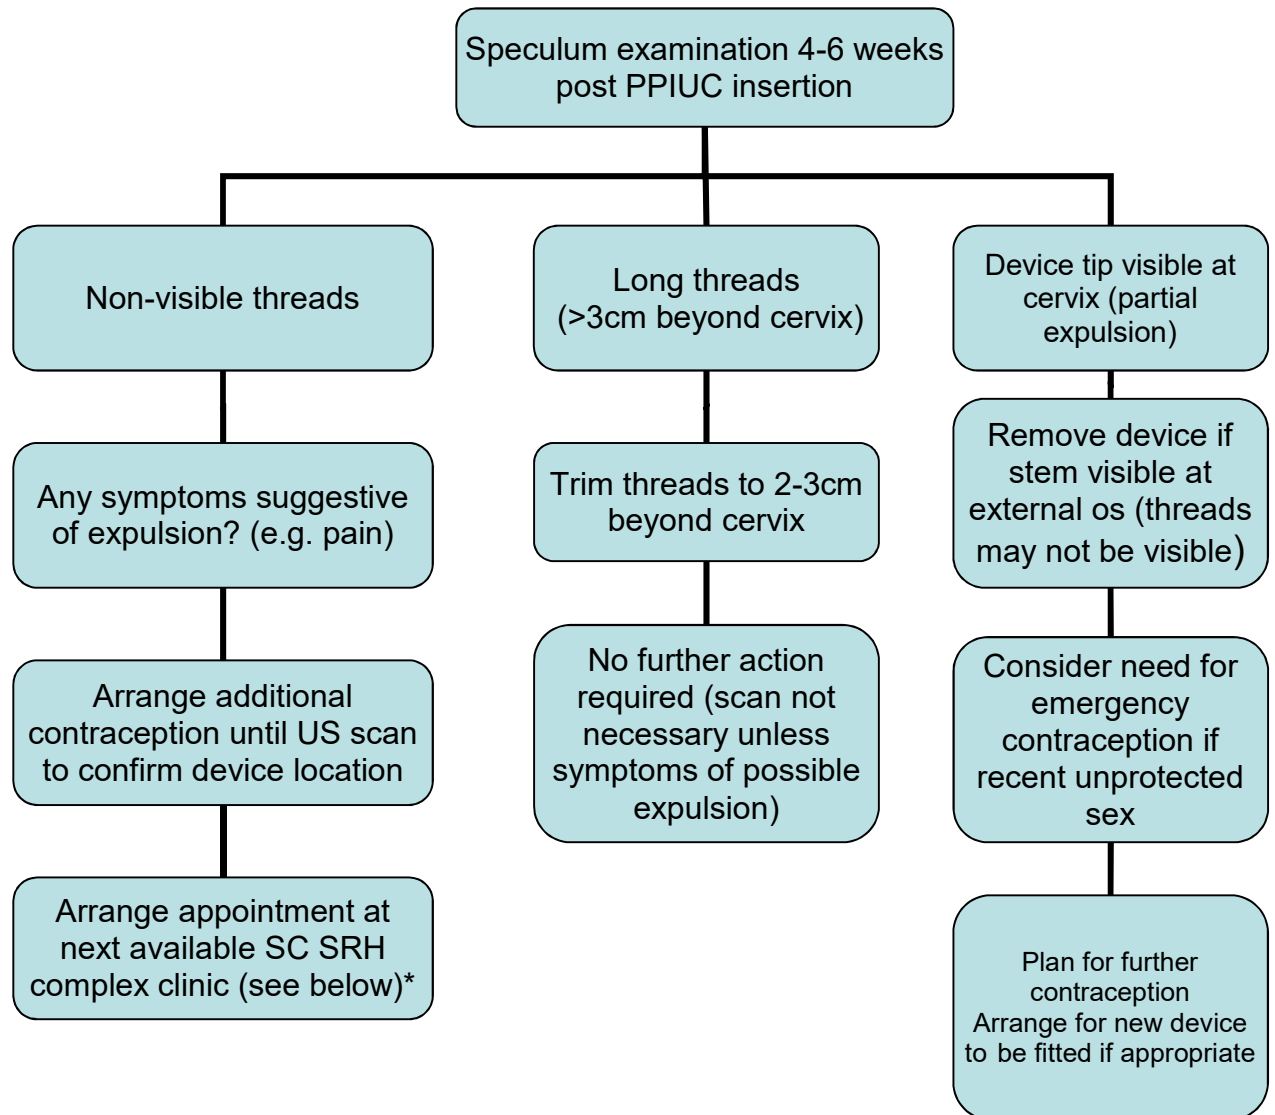 Speculum examination 4-6 weeks
post PPIUC insertion
Non-visible threads
Any symptoms suggestive
of expulsion? (e.g. pain)
Arrange additional
contraception until US scan
to confirm device location
Arrange appointment at
next available SC SRH
complex clinic (see below)*
Long threads
(>3cm beyond cervix)
Trim threads to 2-3cm
beyond cervix
No further action
required (scan not
necessary unless
symptoms of possible
expulsion)
Device tip visible at
cervix (partial
expulsion)
Remove device if
stem visible at
external os (threads
may not be visible)
Consider need for
emergency
contraception if
recent unprotected
sex
Plan for further
contraception
Arrange for new device
to be fitted if appropriate